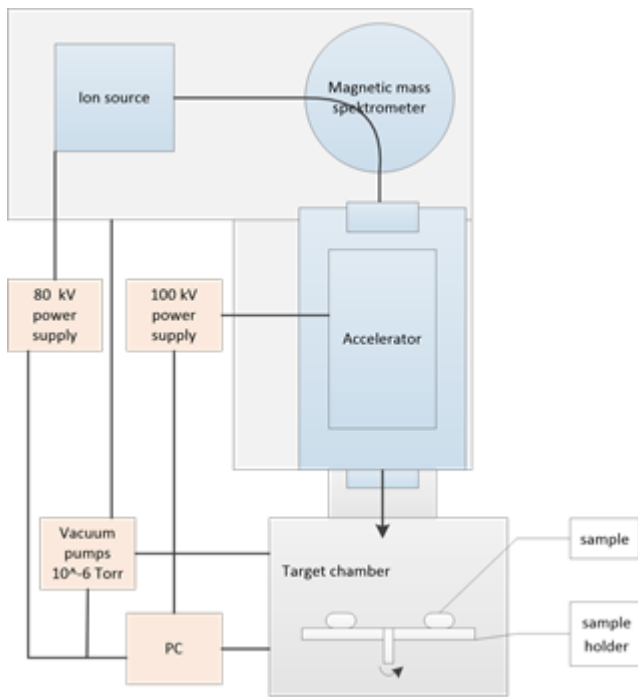 Ion source
Magnetic mass
spektrometer
80 kV
power
supply
100 kV
power
supply
Accelerator
Vacuum
pumps
10^-6 Torr
Target chamber
sample
PC
sample
holder